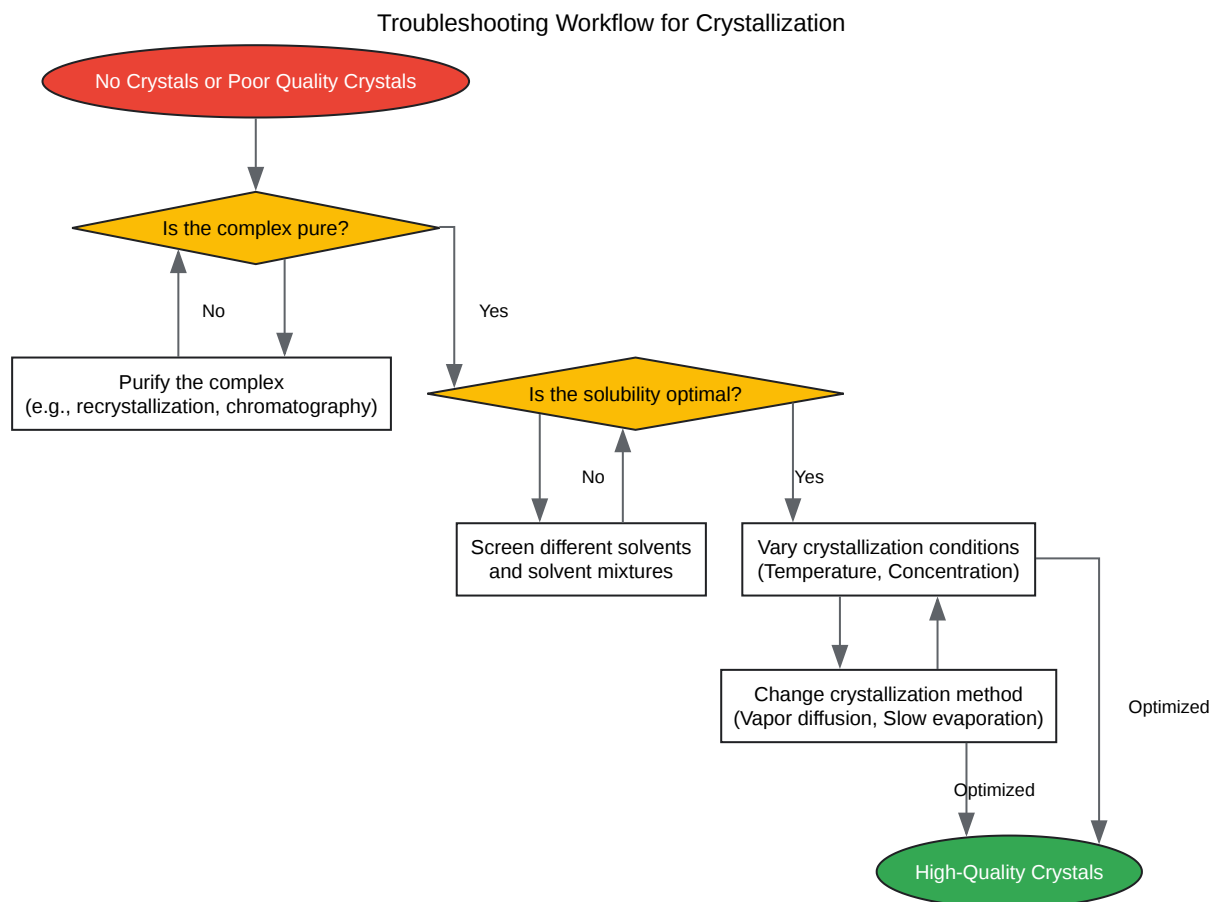 Troubleshooting Workflow for Crystallization
No Crystals or Poor Quality Crystals
Is the complex pure?
No
Yes
Purify the complex
(e.g., recrystallization, chromatography)
Is the solubility optimal?
No
Yes
Screen different solvents
and solvent mixtures
Vary crystallization conditions
(Temperature, Concentration)
Change crystallization method
(Vapor diffusion, Slow evaporation)
Optimized
Optimized
High-Quality Crystals